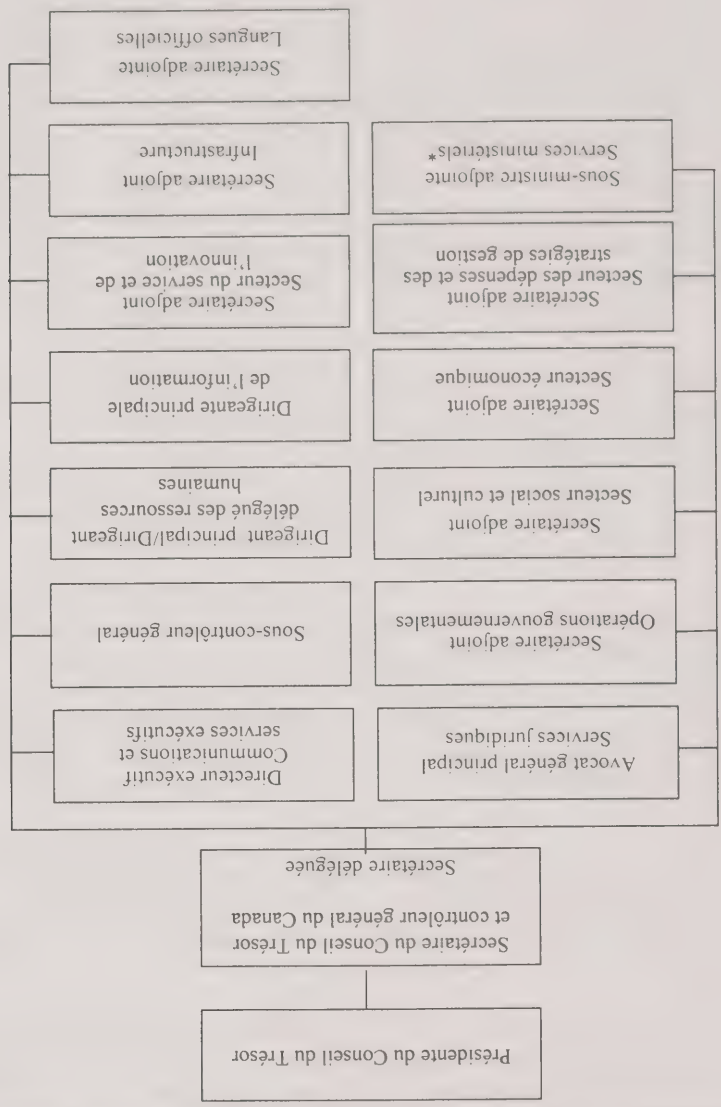 Présidente du Conseil du Trésor
Secrétaire du Conseil du Trésor
et contrôleur général du Canada
Secrétaire déléguée
Avocat général principal
Services juridiques
Directeur exécutif
Communications et
services exécutifs
Secrétaire adjoint
Opérations gouvernementales
Sous-contrôleur général
Secrétaire adjoint
Secteur social et culturel
Dirigeant principal/Dirigeant
délégué des ressources
humaines
Secrétaire adjoint
Secteur économique
Dirigeante principale
de l'information
Secrétaire adjoint
Secteur des dépenses et des
stratégies de gestion
Secrétaire adjoint
Secteur du service et de
l'innovation
Sous-ministre adjointe
Services ministériels*
Secrétaire adjoint
Infrastructure
Secrétaire adjointe
Langues officielles